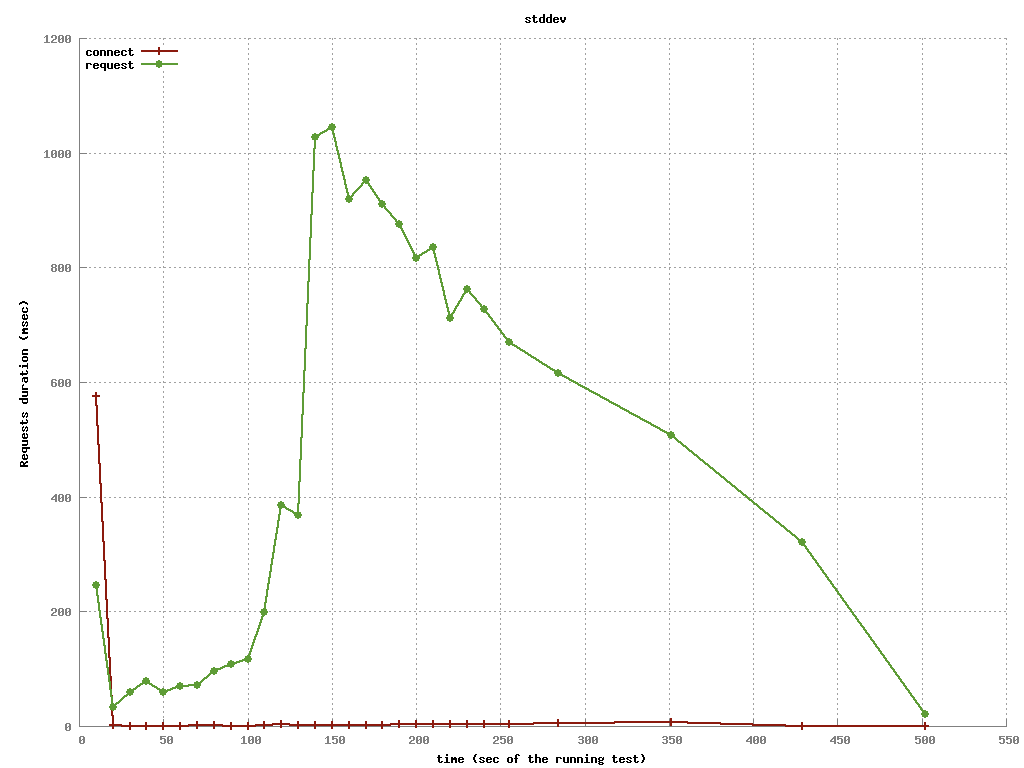 stddev
connect
request
1200
1000
800
600
400
200
0
Requests duration (msec)
0 50 100 150 200 250 300 350 400 450 500 550
time (sec of the running test)